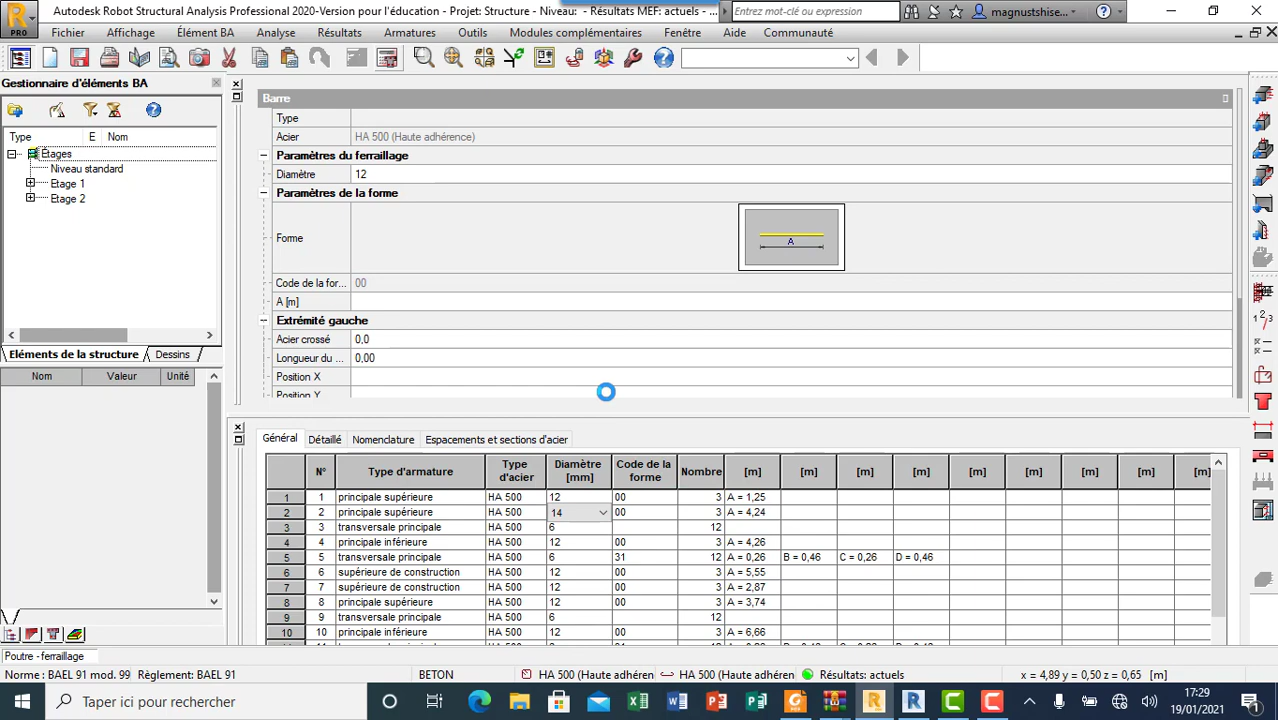 Autodesk Robot Structural Analysis Professional 2020-Version pour l'éducation - Projet: Structure - Niveau: - Résultats MEF: actuels - ...
Entrez mot-clé ou expression
magnustshise...
PRO
Fichier Affichage Élément BA Analyse Résultats Armatures Outils Modules complémentaires Fenêtre Aide Communauté
Gestionnaire d'éléments BA
Type E Nom
Étages
Niveau standard
Etage 1
Etage 2
Eléments de la structure Dessins
Nom Valeur Unité
Barre
Type
Acier HA 500 (Haute adhérence)
Paramètres du ferraillage
Diamètre 12
Paramètres de la forme
Forme A
Code de la for... 00
A [m]
Extrémité gauche
Acier crossé 0,0
Longueur du ... 0,00
Position X
Position Y
Général Détaillé Nomenclature Espacements et sections d'acier
N° Type d'armature Type d'acier Diamètre [mm] Code de la forme Nombre [m] [m] [m] [m] [m] [m] [m] [m] [m]
1 1 principale supérieure HA 500 12 00 3 A = 1,25
2 2 principale supérieure HA 500 14 00 3 A = 4,24
3 3 transversale principale HA 500 6 12
4 4 principale inférieure HA 500 12 00 3 A = 4,26
5 5 transversale principale HA 500 6 31 12 A = 0,26 B = 0,46 C = 0,26 D = 0,46
6 6 supérieure de construction HA 500 12 00 3 A = 5,55
7 7 supérieure de construction HA 500 12 00 3 A = 2,87
8 8 principale supérieure HA 500 12 00 3 A = 3,74
9 9 transversale principale HA 500 6 12
10 10 principale inférieure HA 500 12 00 3 A = 6,66
Poutre - ferraillage
Norme : BAEL 91 mod. 99 Règlement: BAEL 91 BETON HA 500 (Haute adhéren HA 500 (Haute adhéren Résultats: actuels x = 4,89 y = 0,50 z = 0,65 [m]
Taper ici pour rechercher
17:29
19/01/2021